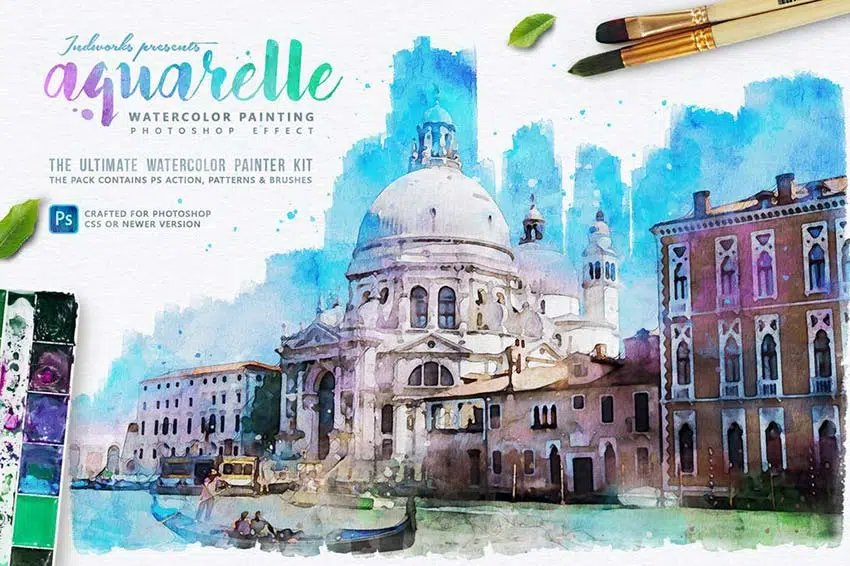 Indworks presents
aquarelle
WATERCOLOR PAINTING
PHOTOSHOP EFFECT
THE ULTIMATE WATERCOLOR PAINTER KIT
THE PACK CONTAINS PS ACTION, PATTERNS & BRUSHES
Ps
CRAFTED FOR PHOTOSHOP
CS5 OR NEWER VERSION